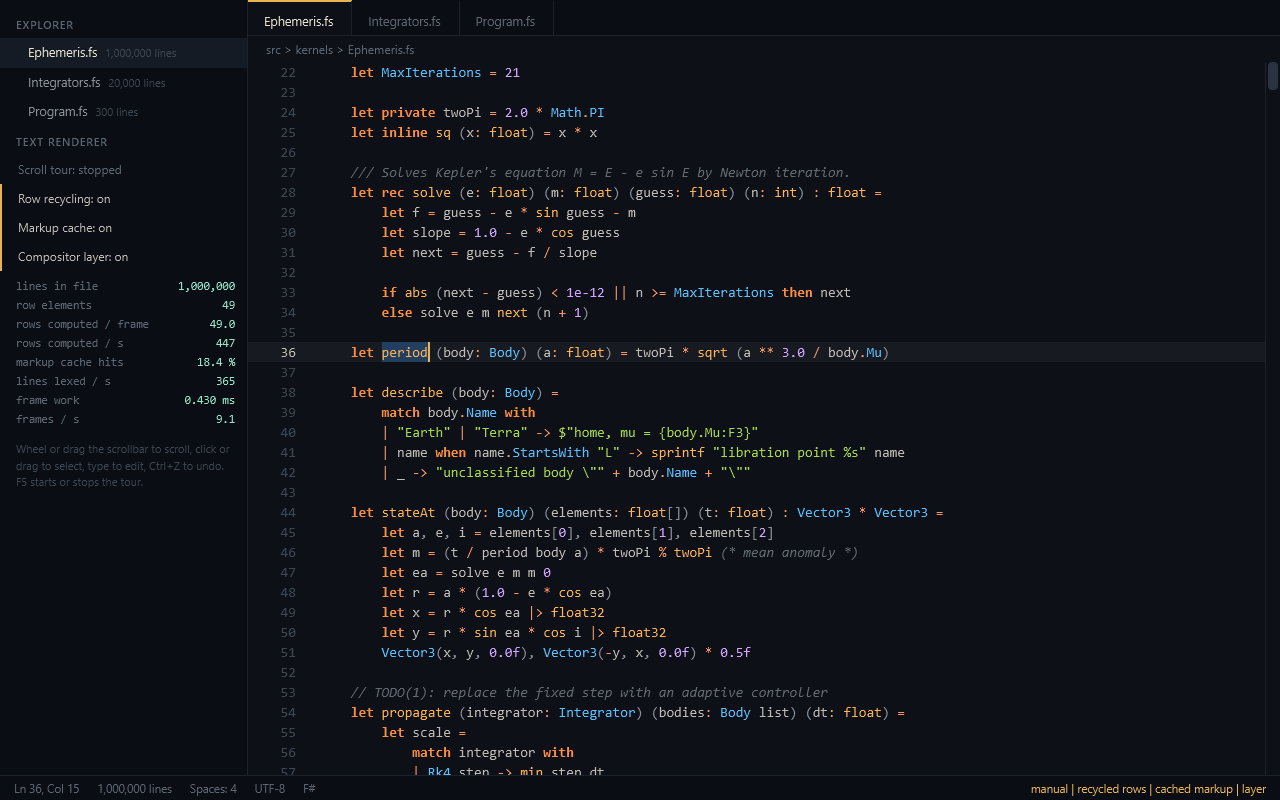 EXPLORER
Ephemeris.fs 1,000,000 lines
Integrators.fs 20,000 lines
Program.fs 300 lines
TEXT RENDERER
Scroll tour: stopped
Row recycling: on
Markup cache: on
Compositor layer: on
lines in file 1,000,000
row elements 49
rows computed / frame 49.0
rows computed / s 447
markup cache hits 18.4 %
lines lexed / s 365
frame work 0.430 ms
frames / s 9.1
Wheel or drag the scrollbar to scroll, click or
drag to select, type to edit, Ctrl+Z to undo.
F5 starts or stops the tour.
Ephemeris.fs Integrators.fs Program.fs
src > kernels > Ephemeris.fs
22 let MaxIterations = 21
23
24 let private twoPi = 2.0 * Math.PI
25 let inline sq (x: float) = x * x
26
27 /// Solves Kepler's equation M = E - e sin E by Newton iteration.
28 let rec solve (e: float) (m: float) (guess: float) (n: int) : float =
29 let f = guess - e * sin guess - m
30 let slope = 1.0 - e * cos guess
31 let next = guess - f / slope
32
33 if abs (next - guess) < 1e-12 || n >= MaxIterations then next
34 else solve e m next (n + 1)
35
36 let period (body: Body) (a: float) = twoPi * sqrt (a ** 3.0 / body.Mu)
37
38 let describe (body: Body) =
39 match body.Name with
40 | "Earth" | "Terra" -> $"home, mu = {body.Mu:F3}"
41 | name when name.StartsWith "L" -> sprintf "libration point %s" name
42 | _ -> "unclassified body \"" + body.Name + "\""
43
44 let stateAt (body: Body) (elements: float[]) (t: float) : Vector3 * Vector3 =
45 let a, e, i = elements[0], elements[1], elements[2]
46 let m = (t / period body a) * twoPi % twoPi (* mean anomaly *)
47 let ea = solve e m m 0
48 let r = a * (1.0 - e * cos ea)
49 let x = r * cos ea |> float32
50 let y = r * sin ea * cos i |> float32
51 Vector3(x, y, 0.0f), Vector3(-y, x, 0.0f) * 0.5f
52
53 // TODO(1): replace the fixed step with an adaptive controller
54 let propagate (integrator: Integrator) (bodies: Body list) (dt: float) =
55 let scale =
56 match integrator with
57 | Rk4 step -> min step dt
Ln 36, Col 15 1,000,000 lines Spaces: 4 UTF-8 F#
manual | recycled rows | cached markup | layer